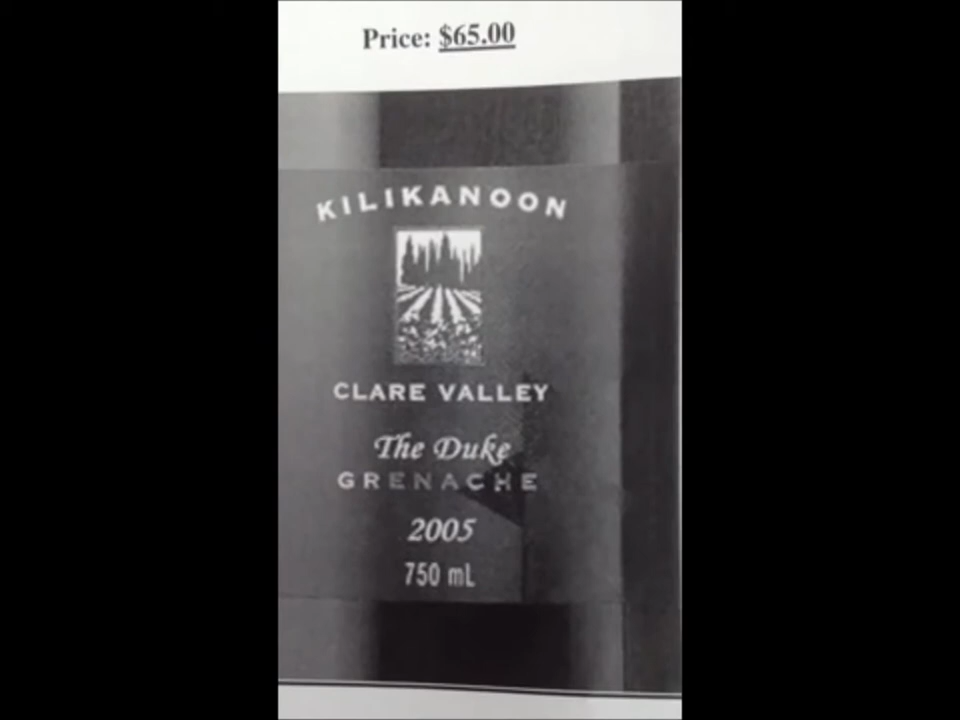 Price: $65.00
KILIKANOON
CLARE VALLEY
The Duke
GRENACHE
2005
750 mL